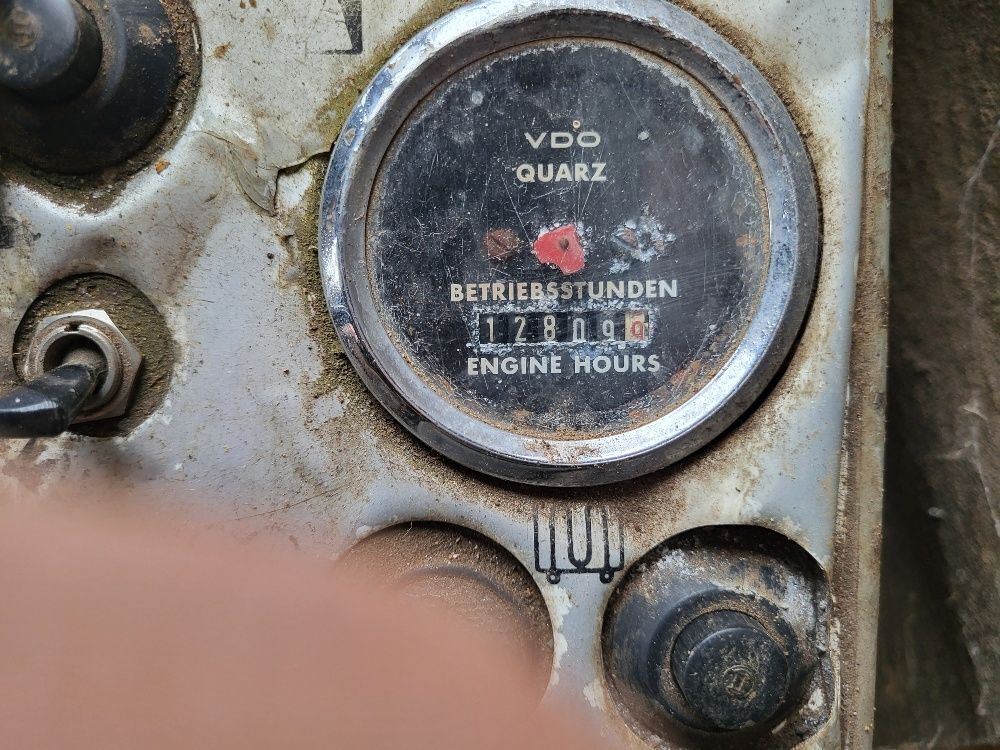 VDO
QUARZ
BETRIEBSSTUNDEN
128090
ENGINE HOURS